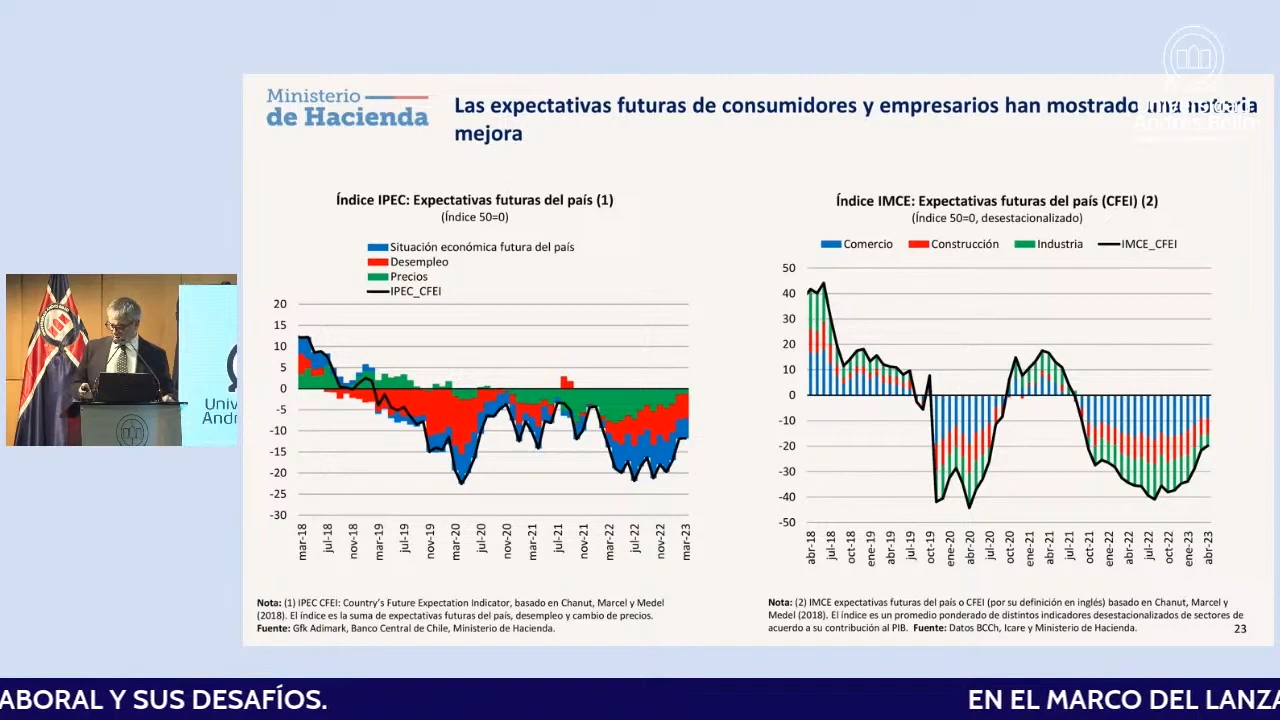 Ministerio
de Hacienda
Las expectativas futuras de consumidores y empresarios han mostrado
mejora
Universidad
Andrés Bello
Índice IPEC: Expectativas futuras del país (1)
(Índice 50=0)
Situación económica futura del país
Desempleo
Precios
IPEC_CFEI
20
15
10
5
0
-5
-10
-15
-20
-25
-30
mar-18
jul-18
nov-18
mar-19
jul-19
nov-19
mar-20
jul-20
nov-20
mar-21
jul-21
nov-21
mar-22
jul-22
nov-22
mar-23
Nota: (1) IPEC CFEI: Country's Future Expectation Indicator, basado en Chanut, Marcel y Medel
(2018). El índice es la suma de expectativas futuras del país, desempleo y cambio de precios.
Fuente: Gfk Adimark, Banco Central de Chile, Ministerio de Hacienda.
Índice IMCE: Expectativas futuras del país (CFEI) (2)
(Índice 50=0, desestacionalizado)
Comercio Construcción Industria IMCE_CFEI
50
40
30
20
10
0
-10
-20
-30
-40
-50
abr-18
jul-18
oct-18
ene-19
abr-19
jul-19
oct-19
ene-20
abr-20
jul-20
oct-20
ene-21
abr-21
jul-21
oct-21
ene-22
abr-22
jul-22
oct-22
ene-23
abr-23
Nota: (2) IMCE expectativas futuras del país o CFEI (por su definición en inglés) basado en Chanut, Marcel y
Medel (2018). El índice es un promedio ponderado de distintos indicadores desestacionalizados de sectores de
acuerdo a su contribución al PIB. Fuente: Datos BCCh, Icare y Ministerio de Hacienda.
23
Univ
Andr
ABORAL Y SUS DESAFÍOS. EN EL MARCO DEL LANZA